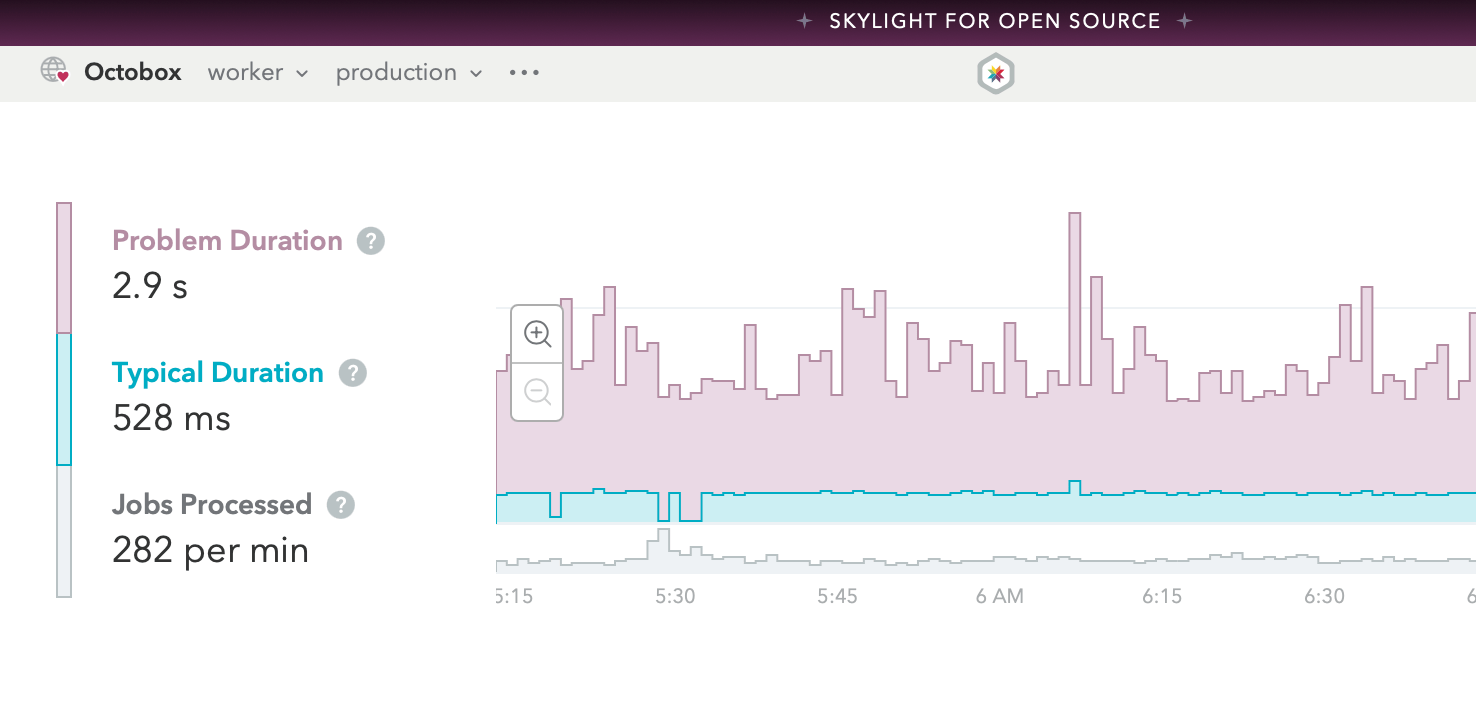 SKYLIGHT FOR OPEN SOURCE
Octobox worker production •••
Problem Duration ?
2.9 s
Typical Duration ?
528 ms
Jobs Processed ?
282 per min
5:15 5:30 5:45 6 AM 6:15 6:30 6